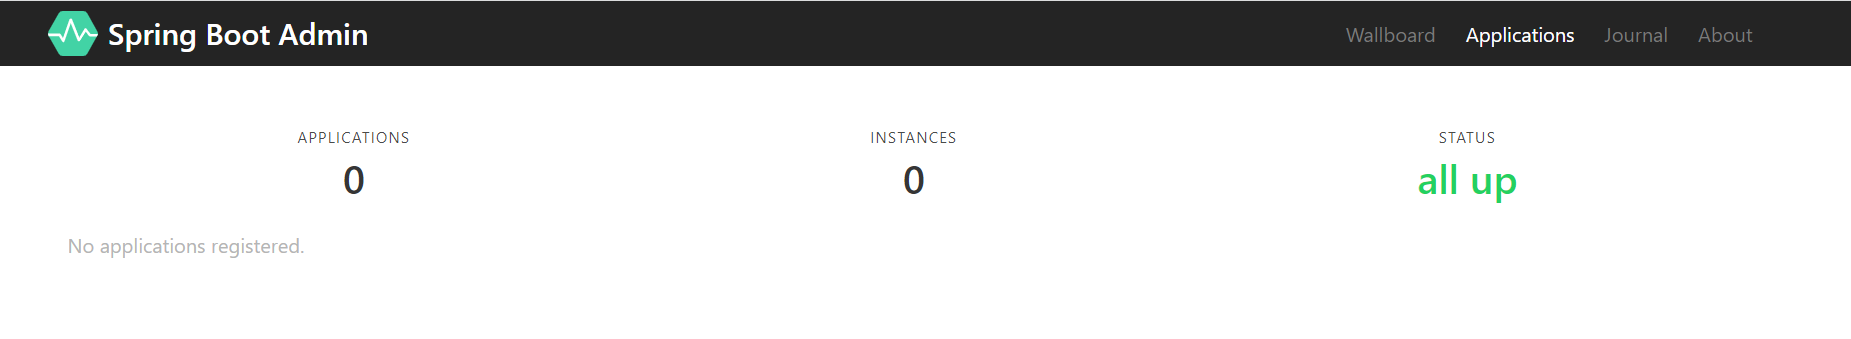 Spring Boot Admin
Wallboard Applications Journal About
APPLICATIONS INSTANCES STATUS
0 0 all up
No applications registered.